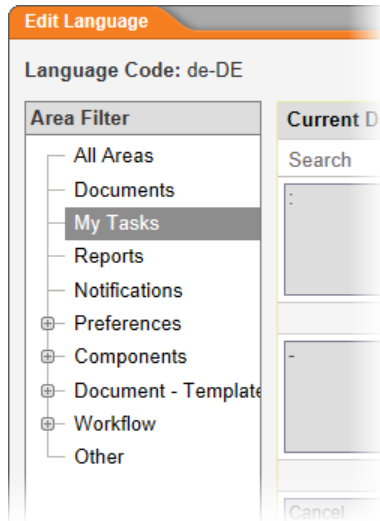 Edit Language
Language Code: de-DE
Area Filter
All Areas
Documents
My Tasks
Reports
Notifications
Preferences
Components
Document - Template
Workflow
Other
Current D
Search
:
-
Cancel